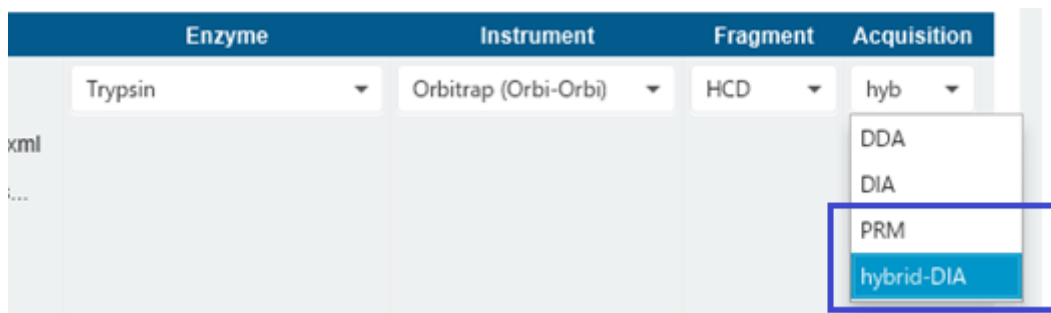 Enzyme Instrument Fragment Acquisition
Trypsin Orbitrap (Orbi-Orbi) HCD hyb
DDA
xml
DIA
s...
PRM
hybrid-DIA